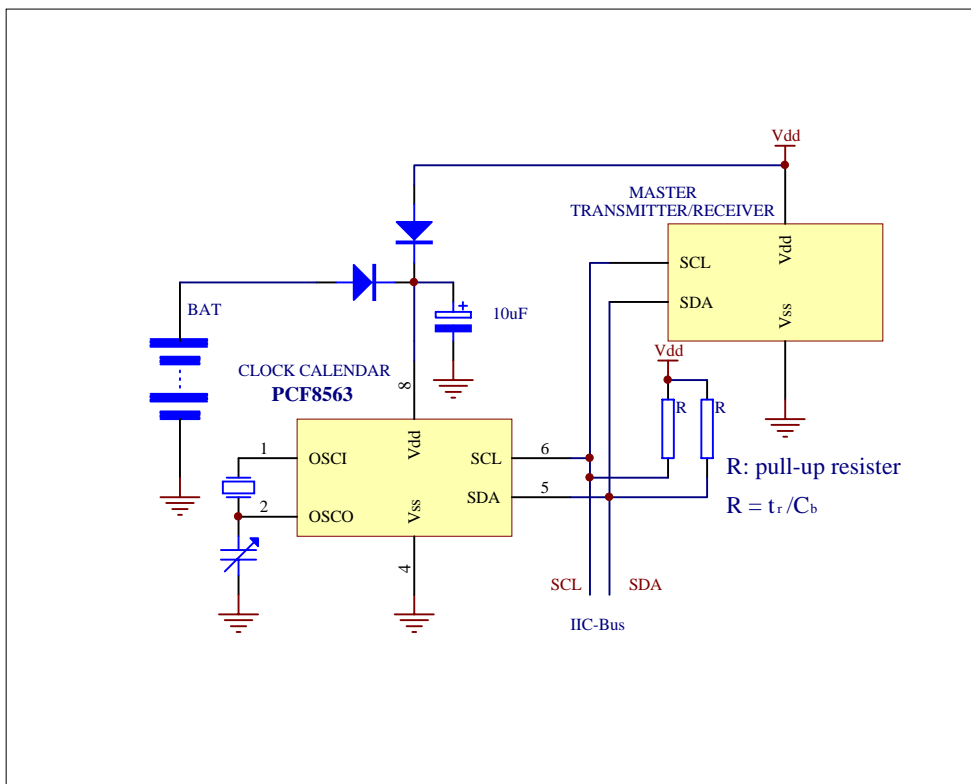 Vdd
MASTER
TRANSMITTER/RECEIVER
Vdd
SCL
SDA
Vss
BAT
10uF
+
Vdd
R
R
CLOCK CALENDAR
PCF8563
8
1
OSCI
Vdd
SCL
6
R: pull-up resister
2
OSCO
Vss
SDA
5
R = tr/Cb
4
SCL
SDA
IIC-Bus